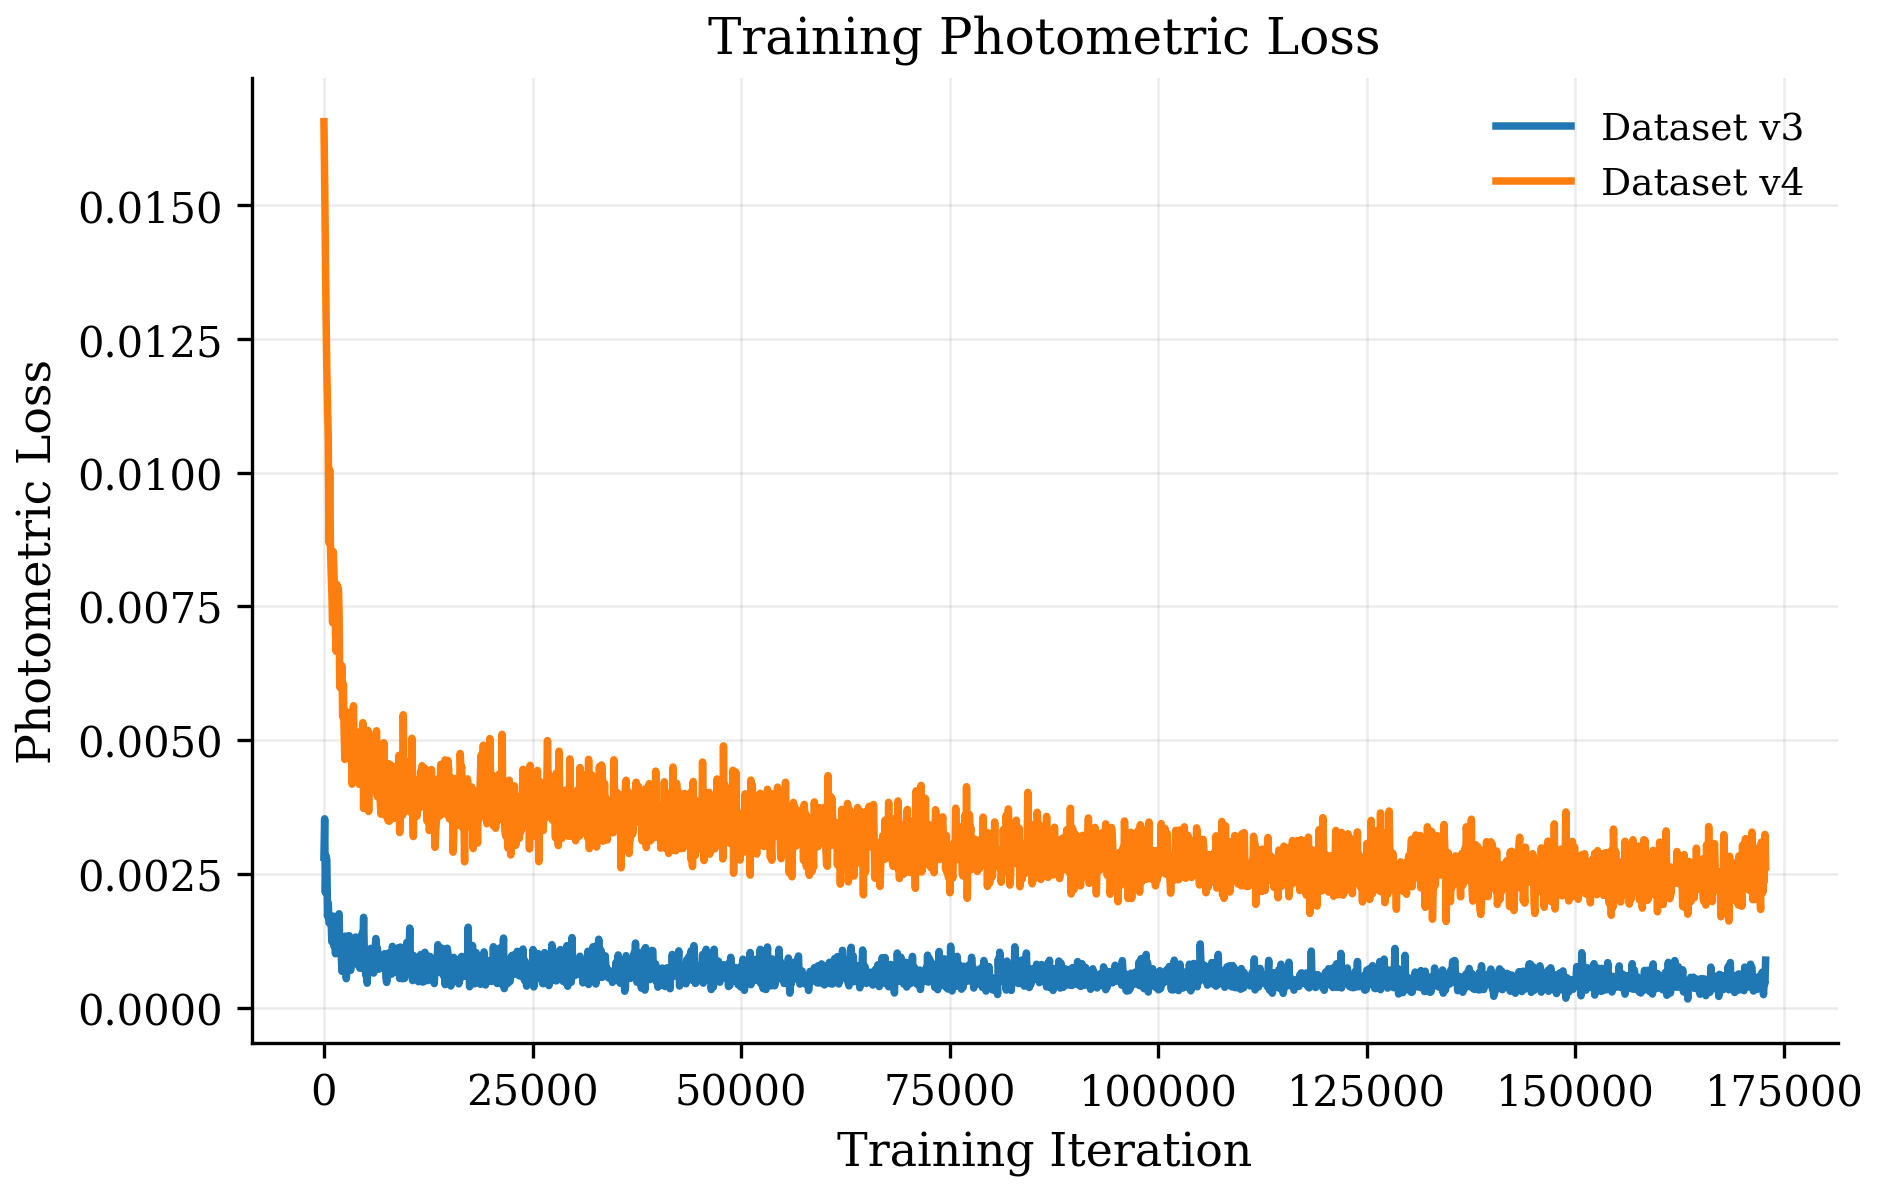 Training Photometric Loss
Dataset v3
Dataset v4
Photometric Loss
0.0150
0.0125
0.0100
0.0075
0.0050
0.0025
0.0000
0 25000 50000 75000 100000 125000 150000 175000
Training Iteration